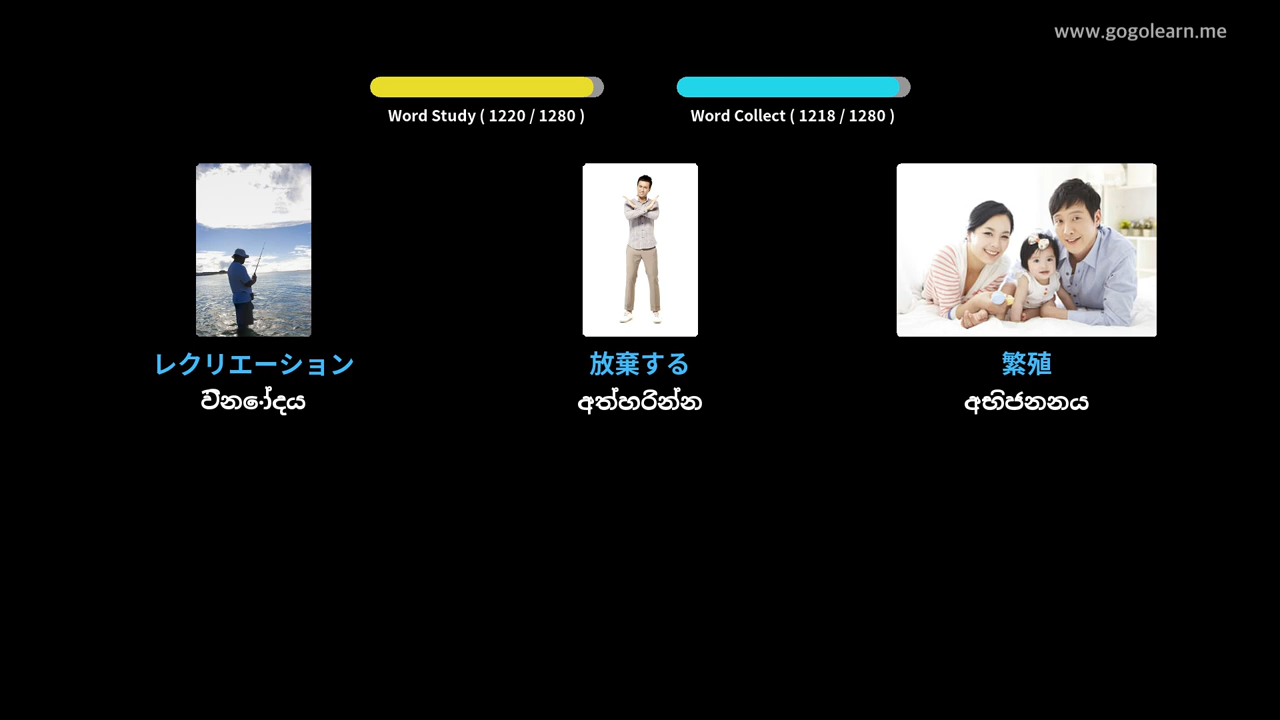 www.gogolearn.me
Word Study ( 1220 / 1280 )
Word Collect ( 1218 / 1280 )
レクリエーション
විනෝදය
放棄する
අත්හරින්න
繁殖
අභිජනනය